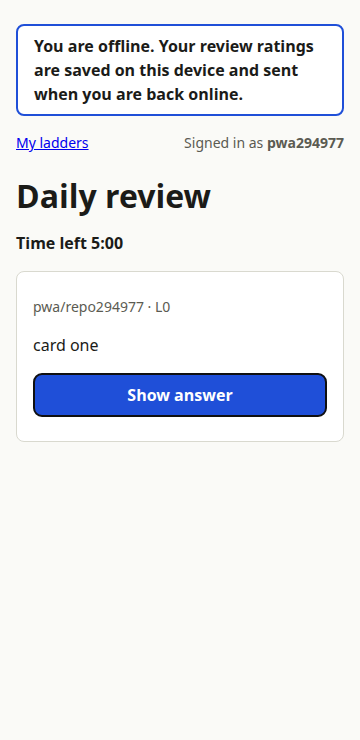 You are offline. Your review ratings
are saved on this device and sent
when you are back online.
My ladders
Signed in as pwa294977
Daily review
Time left 5:00
pwa/repo294977 · L0
card one
Show answer